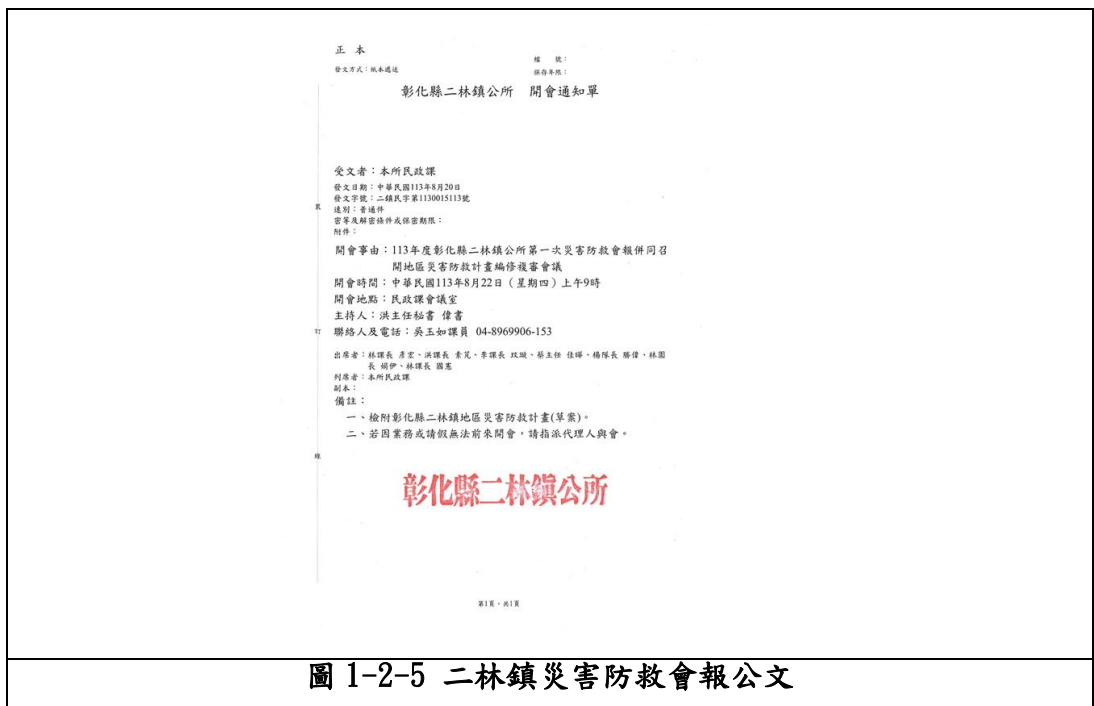 正 本
檔 號：
保存年限：
發文方式：紙本遞送
彰化縣二林鎮公所 開會通知單
受文者：本所民政課
發文日期：中華民國113年8月20日
發文字號：二鎮民字第1130015113號
速別：普通件
密等及解密條件或保密期限：
附件：
開會事由：113年度彰化縣二林鎮公所第一次災害防救會報併同召
開地區災害防救計畫編修複審會議
開會時間：中華民國113年8月22日（星期四）上午9時
開會地點：民政課會議室
主持人：洪主任秘書 偉書
聯絡人及電話：吳玉如課員 04-8969906-153
出席者：林課長 彥宏、洪課長 素芃、李課長 玟璇、蔡主任 佳曄、楊隊長 勝偉、林園
長 娟伊、林課長 國憲
列席者：本所民政課
副本：
備註：
一、檢附彰化縣二林鎮地區災害防救計畫(草案)。
二、若因業務或請假無法前來開會，請指派代理人與會。
裝
訂
線
彰化縣二林鎮公所
第1頁，共1頁
圖 1-2-5 二林鎮災害防救會報公文